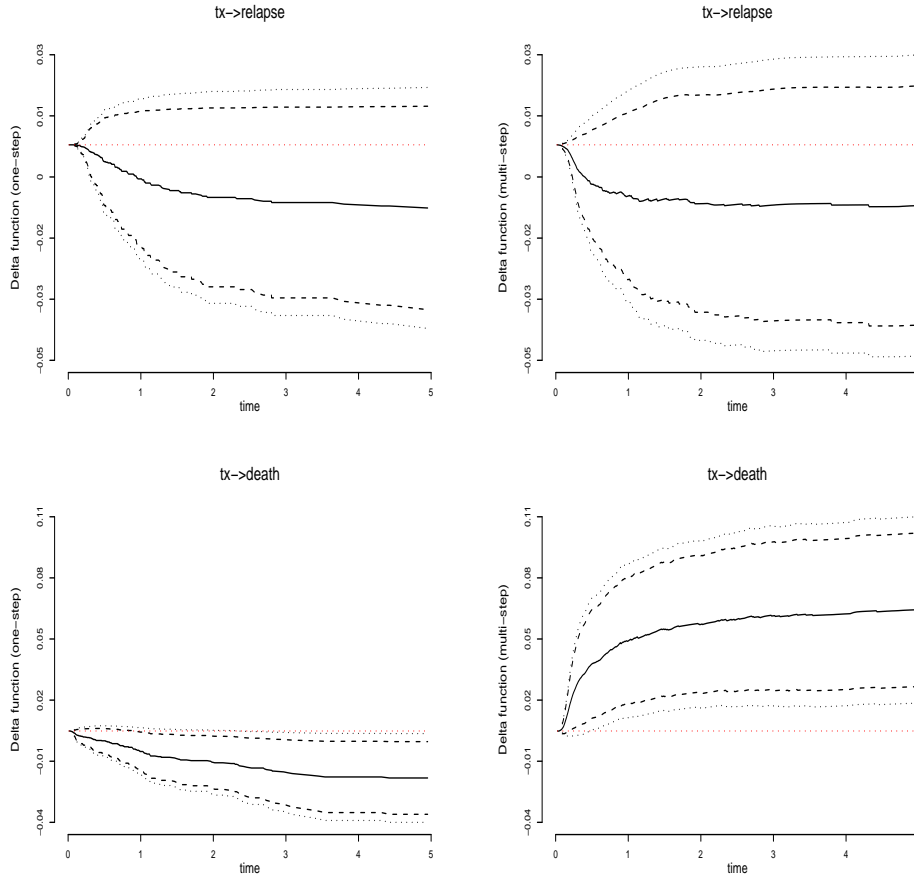 tx->relapse
Delta function (one-step)
0.03
0.01
0
-0.02
-0.03
-0.05
0 1 2 3 4 5
time
tx->relapse
Delta function (multi-step)
0.03
0.01
0
-0.02
-0.03
-0.05
0 1 2 3 4
time
tx->death
Delta function (one-step)
0.11
0.08
0.05
0.02
-0.01
-0.04
0 1 2 3 4 5
time
tx->death
Delta function (multi-step)
0.11
0.08
0.05
0.02
-0.01
-0.04
0 1 2 3 4
time